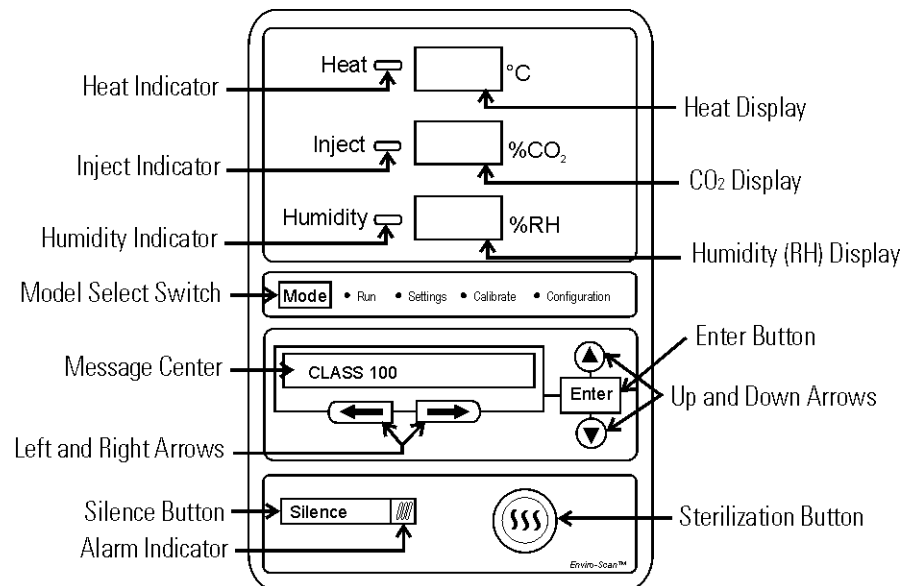 Heat
°C
Heat Indicator
Heat Display
Inject
%CO₂
Inject Indicator
CO₂ Display
Humidity
%RH
Humidity Indicator
Humidity (RH) Display
Model Select Switch
Mode • Run • Settings • Calibrate • Configuration
Enter Button
Message Center
CLASS 100
Enter
Up and Down Arrows
Left and Right Arrows
Silence Button
Silence
Sterilization Button
Alarm Indicator
Enviro-Scan™